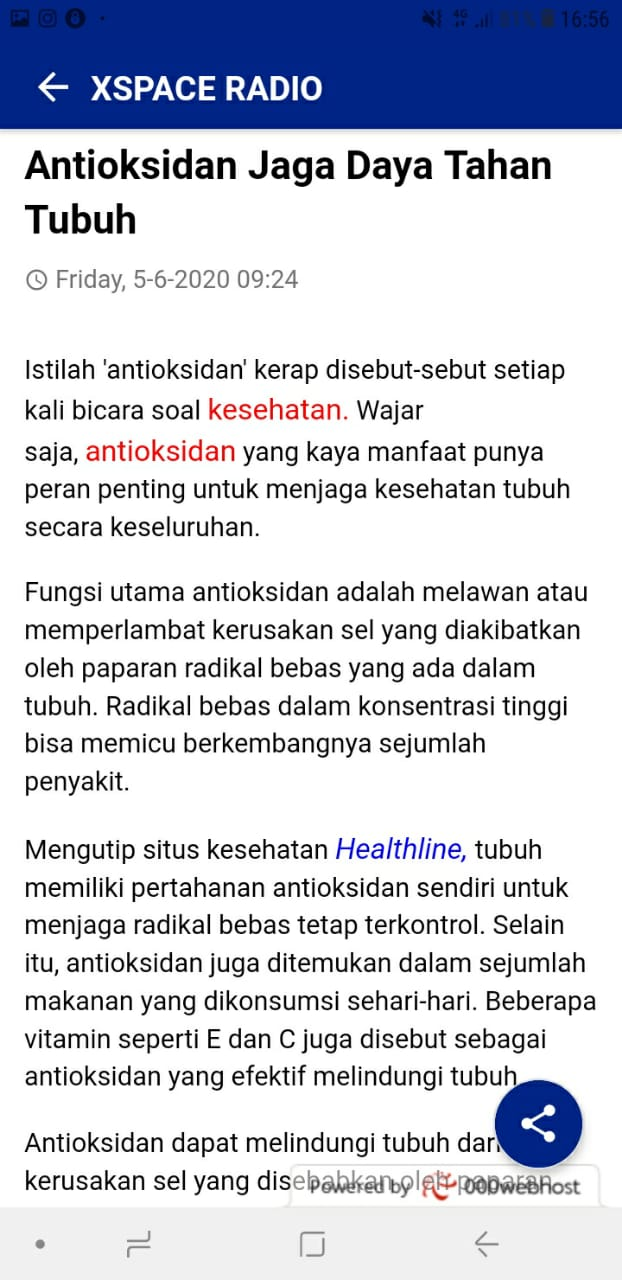 16:56
XSPACE RADIO
Antioksidan Jaga Daya Tahan
Tubuh
Friday, 5-6-2020 09:24
Istilah 'antioksidan' kerap disebut-sebut setiap
kali bicara soal kesehatan. Wajar
saja, antioksidan yang kaya manfaat punya
peran penting untuk menjaga kesehatan tubuh
secara keseluruhan.
Fungsi utama antioksidan adalah melawan atau
memperlambat kerusakan sel yang diakibatkan
oleh paparan radikal bebas yang ada dalam
tubuh. Radikal bebas dalam konsentrasi tinggi
bisa memicu berkembangnya sejumlah
penyakit.
Mengutip situs kesehatan Healthline, tubuh
memiliki pertahanan antioksidan sendiri untuk
menjaga radikal bebas tetap terkontrol. Selain
itu, antioksidan juga ditemukan dalam sejumlah
makanan yang dikonsumsi sehari-hari. Beberapa
vitamin seperti E dan C juga disebut sebagai
antioksidan yang efektif melindungi tubuh
Antioksidan dapat melindungi tubuh dari
kerusakan sel yang disebabkan oleh paparan
Powered by 000webhost